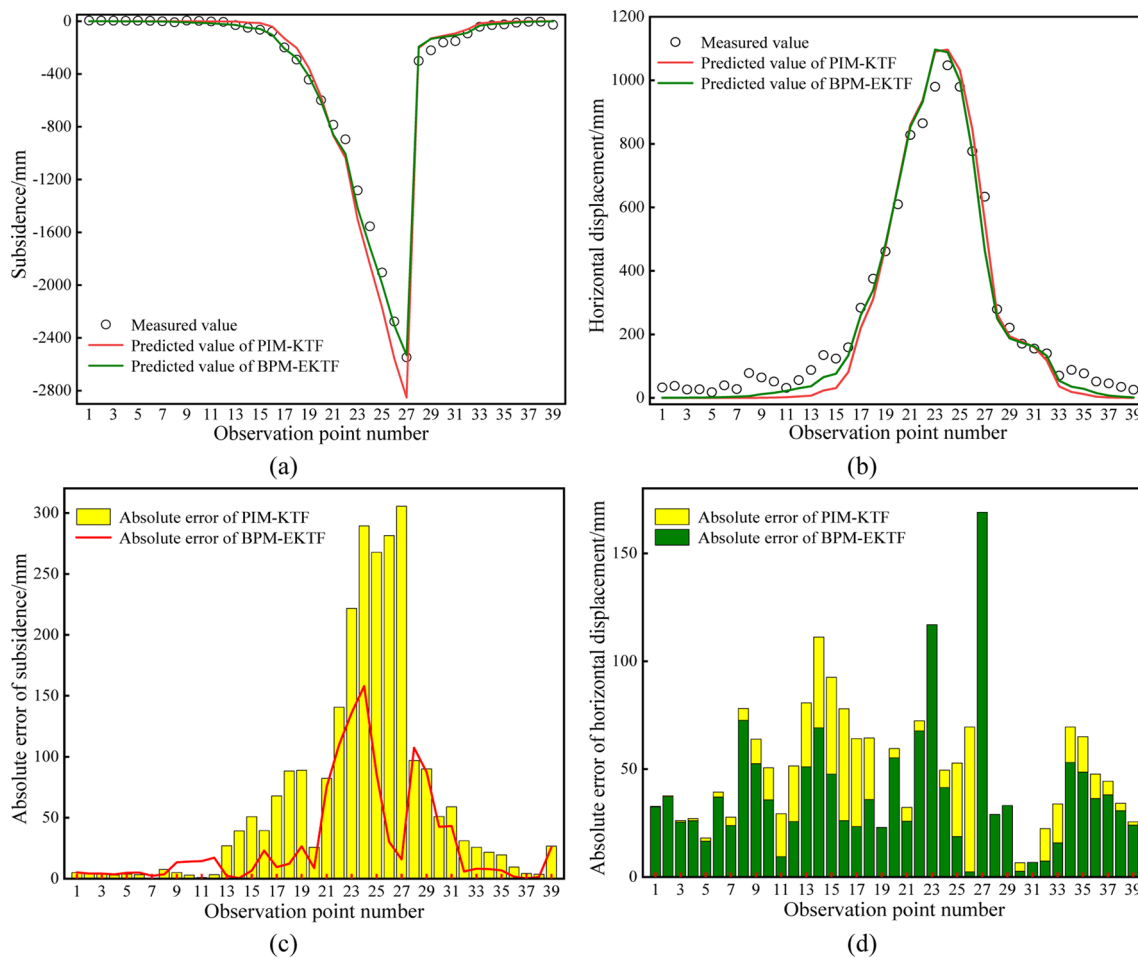 0
-400
-800
-1200
-1600
-2000
-2400
-2800
Subsidence/mm
Measured value
Predicted value of PIM-KTF
Predicted value of BPM-EKTF
1 3 5 7 9 11 13 15 17 19 21 23 25 27 29 31 33 35 37 39
Observation point number
(a)
1200
1000
800
600
400
200
0
Horizontal displacement/mm
Measured value
Predicted value of PIM-KTF
Predicted value of BPM-EKTF
1 3 5 7 9 11 13 15 17 19 21 23 25 27 29 31 33 35 37 39
Observation point number
(b)
300
250
200
150
100
50
0
Absolute error of subsidence/mm
Absolute error of PIM-KTF
Absolute error of BPM-EKTF
1 3 5 7 9 11 13 15 17 19 21 23 25 27 29 31 33 35 37 39
Observation point number
(c)
150
100
50
0
Absolute error of horizontal displacement/mm
Absolute error of PIM-KTF
Absolute error of BPM-EKTF
1 3 5 7 9 11 13 15 17 19 21 23 25 27 29 31 33 35 37 39
Observation point number
(d)